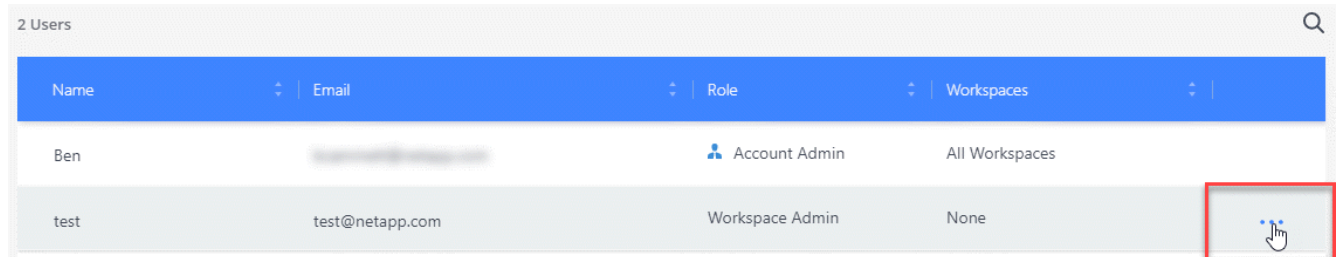 2 Users
Name Email Role Workspaces
Ben Account Admin All Workspaces
test test@netapp.com Workspace Admin None